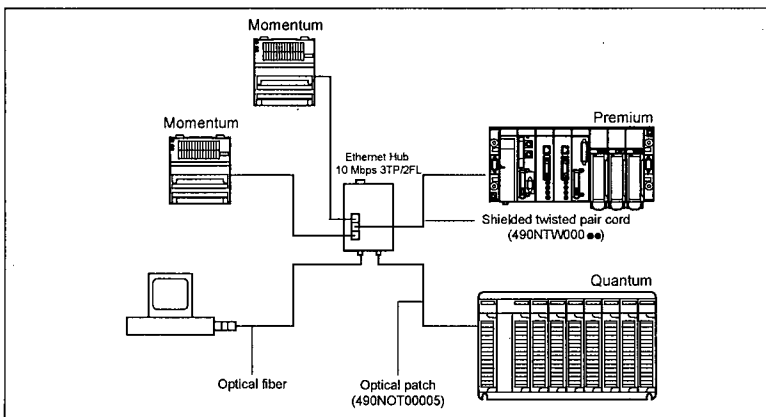 Momentum
Momentum
Premium
Ethernet Hub
10 Mbps 3TP/2FL
Shielded twisted pair cord
(490NTW000●●)
Quantum
Optical fiber
Optical patch
(490NOT00005)